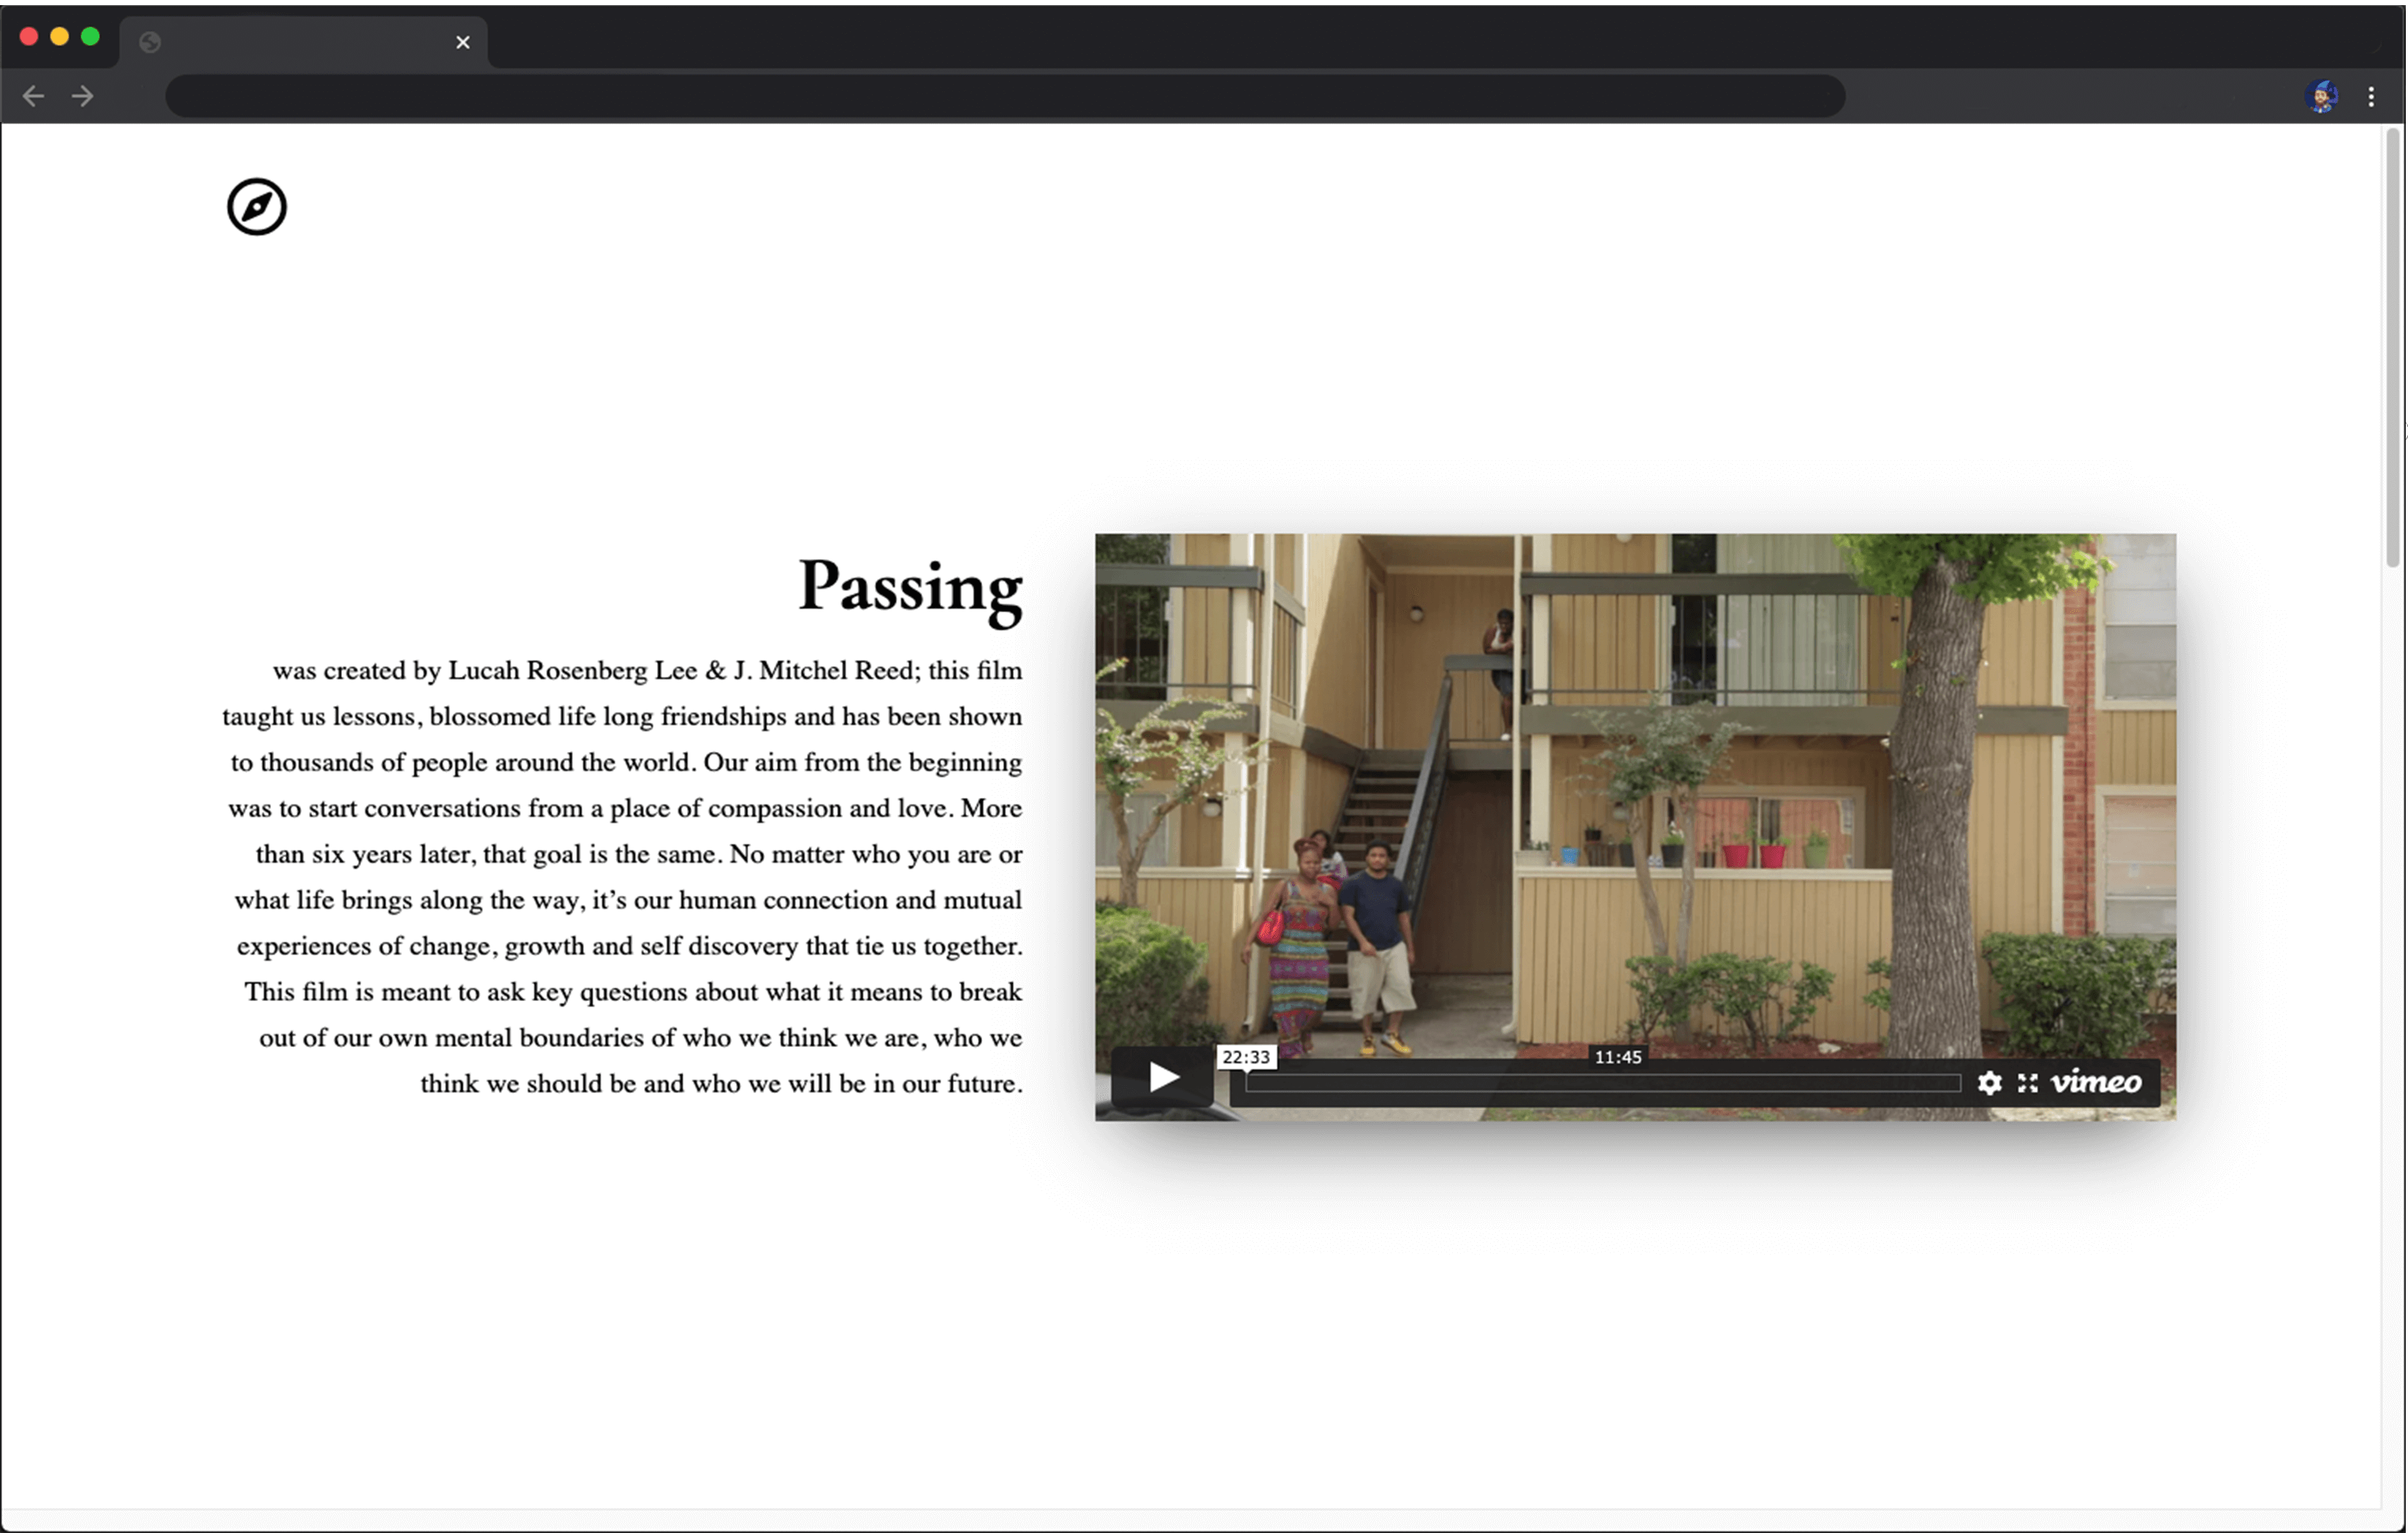 Passing
was created by Lucah Rosenberg Lee & J. Mitchel Reed; this film
taught us lessons, blossomed life long friendships and has been shown
to thousands of people around the world. Our aim from the beginning
was to start conversations from a place of compassion and love. More
than six years later, that goal is the same. No matter who you are or
what life brings along the way, it’s our human connection and mutual
experiences of change, growth and self discovery that tie us together.
This film is meant to ask key questions about what it means to break
out of our own mental boundaries of who we think we are, who we
think we should be and who we will be in our future.
22:33
11:45
vimeo